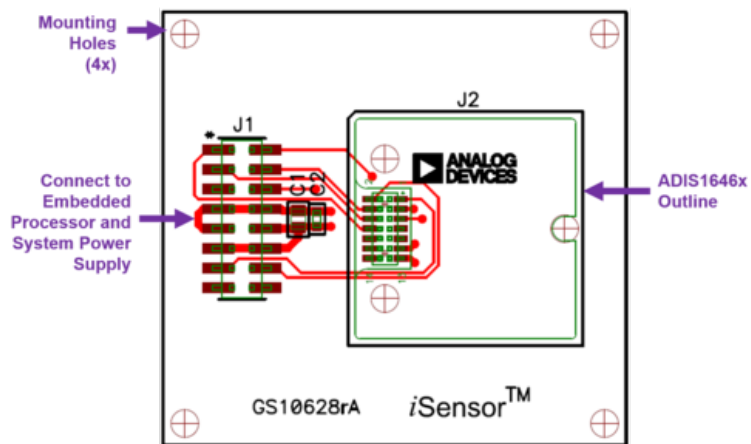 Mounting
Holes
(4x)
J2
* J1
ANALOG
DEVICES
C1
C2
Connect to
Embedded
Processor and
System Power
Supply
ADIS1646x
Outline
GS10628rA
iSensor™